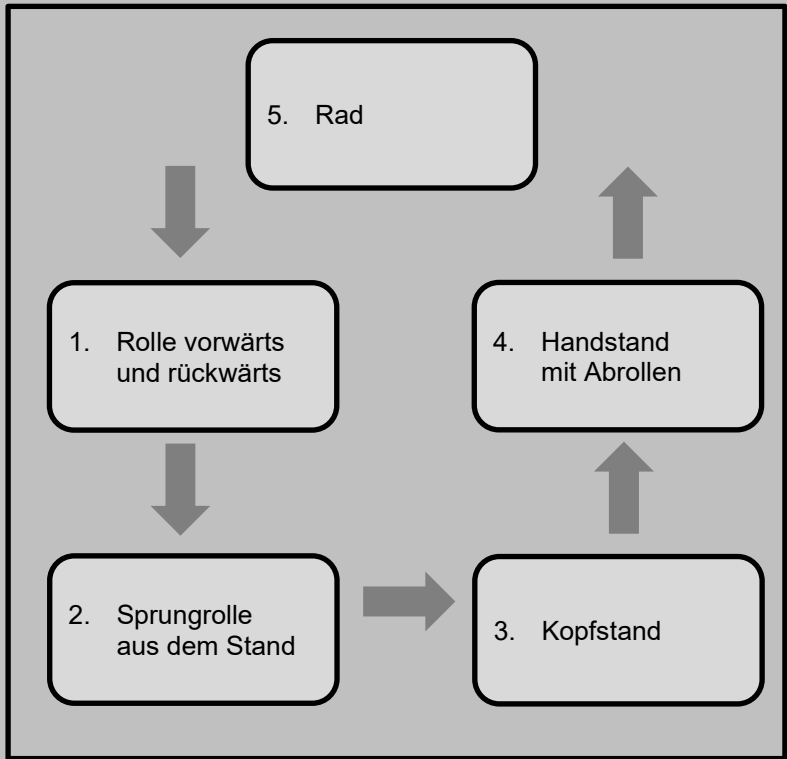 5. Rad
1. Rolle vorwärts
und rückwärts
4. Handstand
mit Abrollen
2. Sprungrolle
aus dem Stand
3. Kopfstand